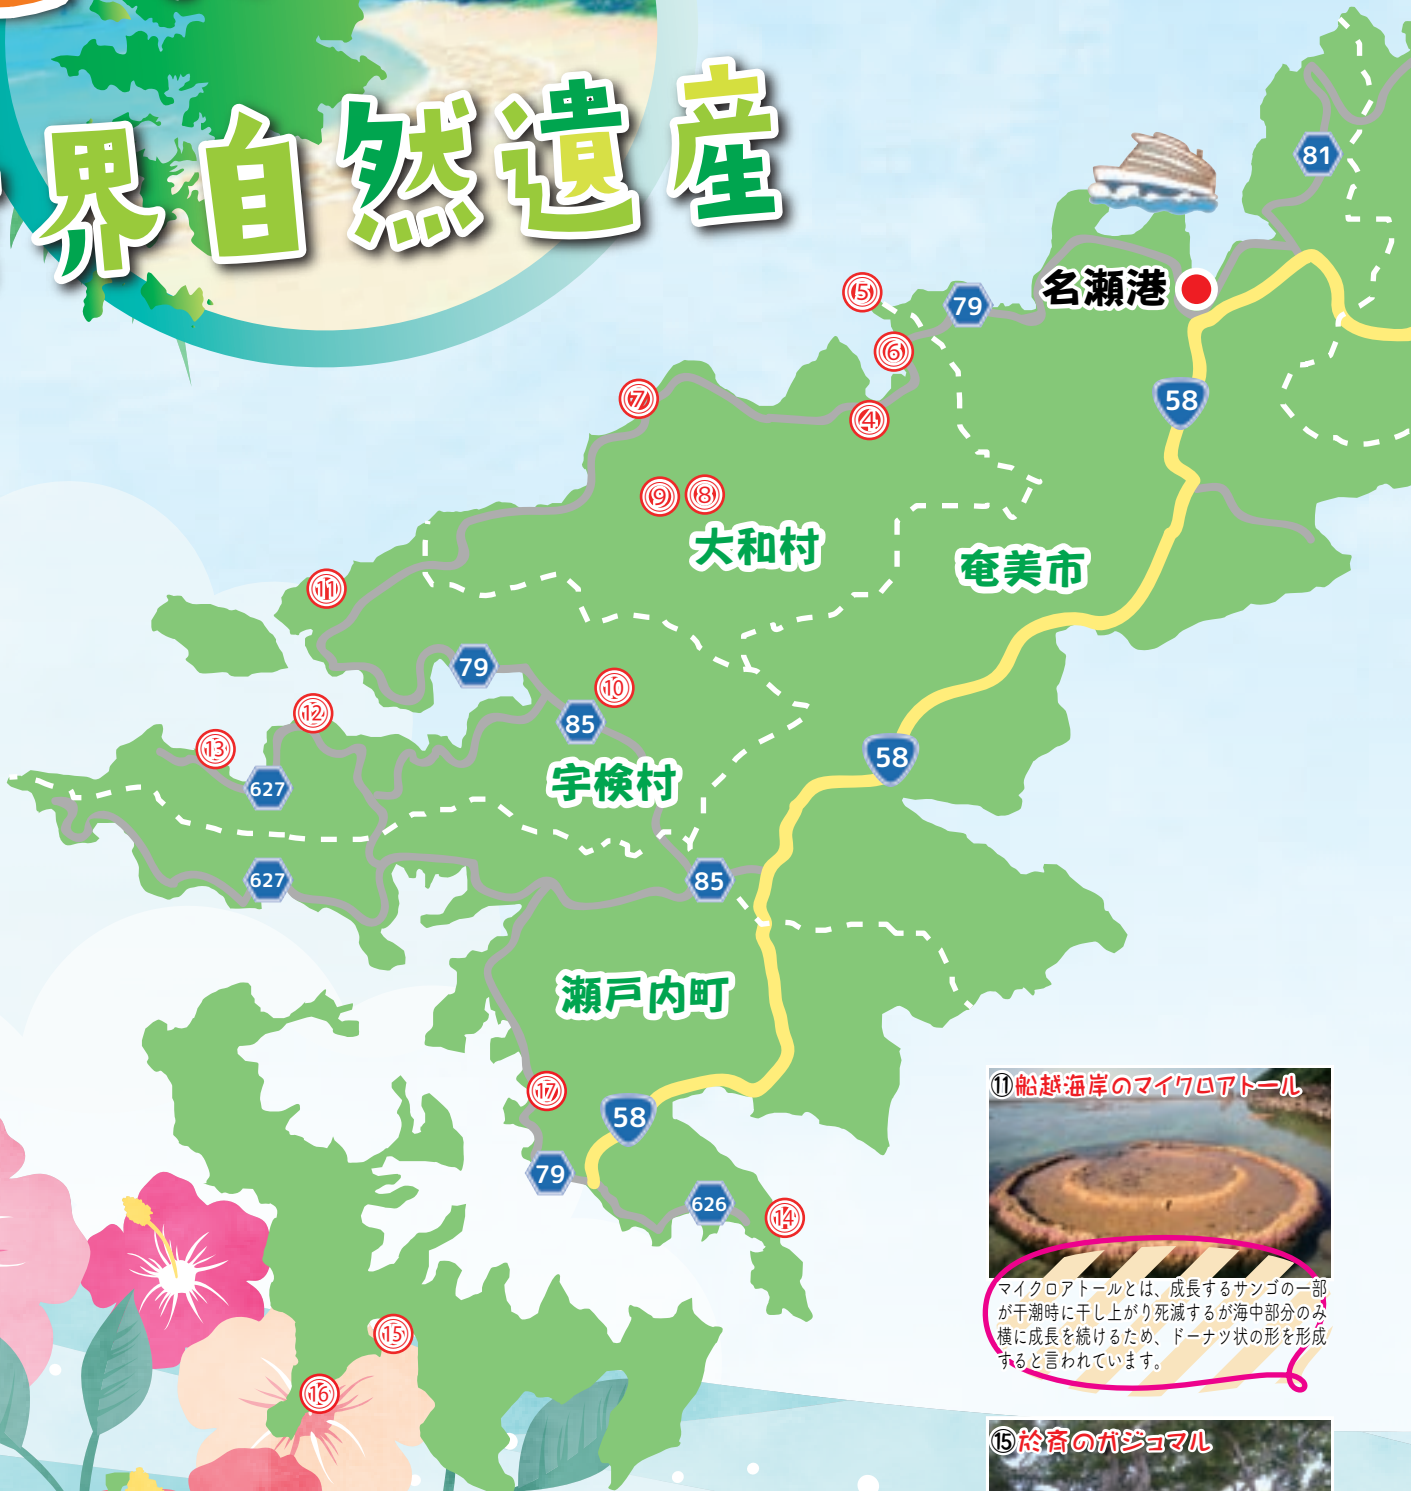 界自然遺産
81
名瀬港
⑤
79
⑥
⑦
④
58
⑨
⑧
大和村
奄美市
⑪
79
⑩
85
⑫
⑬
627
宇検村
58
627
85
瀬戸内町
⑰
58
79
626
⑭
⑮
⑯
⑪船越海岸のマイクロアトール
マイクロアトールとは、成長するサンゴの一部
が干潮時に干し上がり死滅するが海中部分のみ
横に成長を続けるため、ドーナツ状の形を形成
すると言われています。
⑮於斉のガジュマル